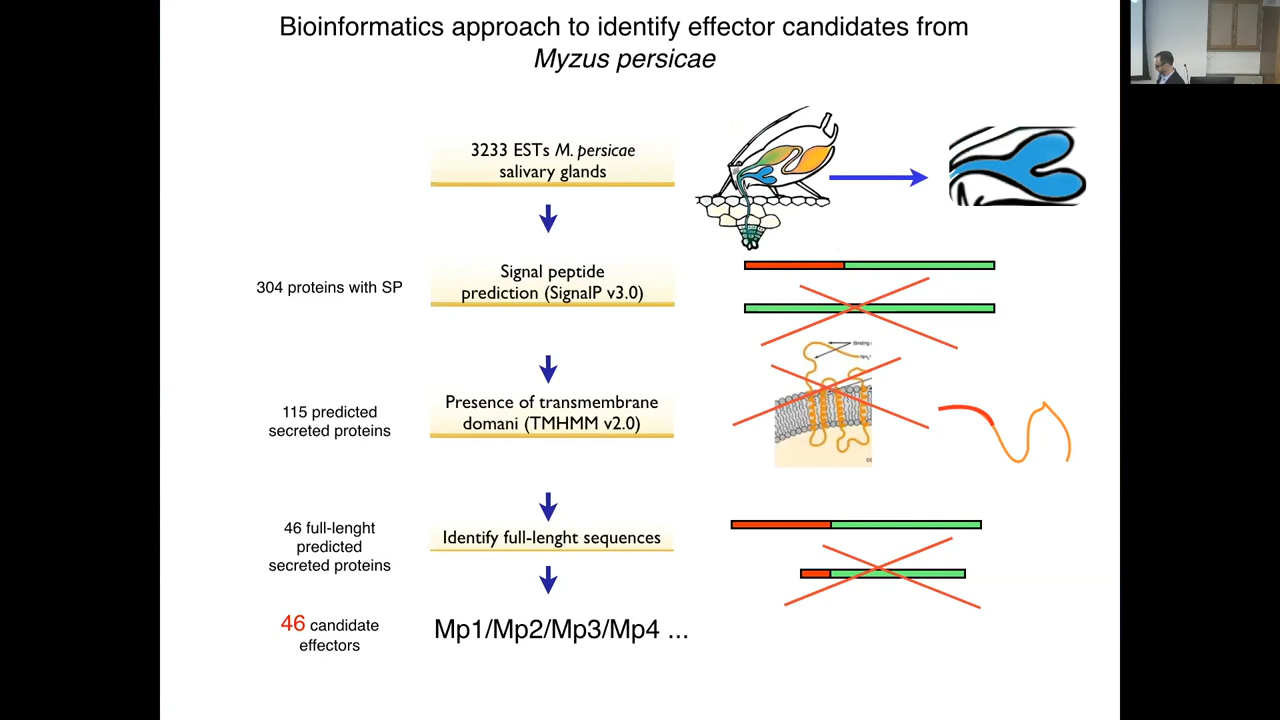 Bioinformatics approach to identify effector candidates from
Myzus persicae
3233 ESTs M. persicae
salivary glands
304 proteins with SP
Signal peptide
prediction (SignalP v3.0)
115 predicted
secreted proteins
Presence of transmembrane
domani (TMHMM v2.0)
46 full-lenght
predicted
secreted proteins
Identify full-lenght sequences
46 candidate
effectors
Mp1/Mp2/Mp3/Mp4 ...